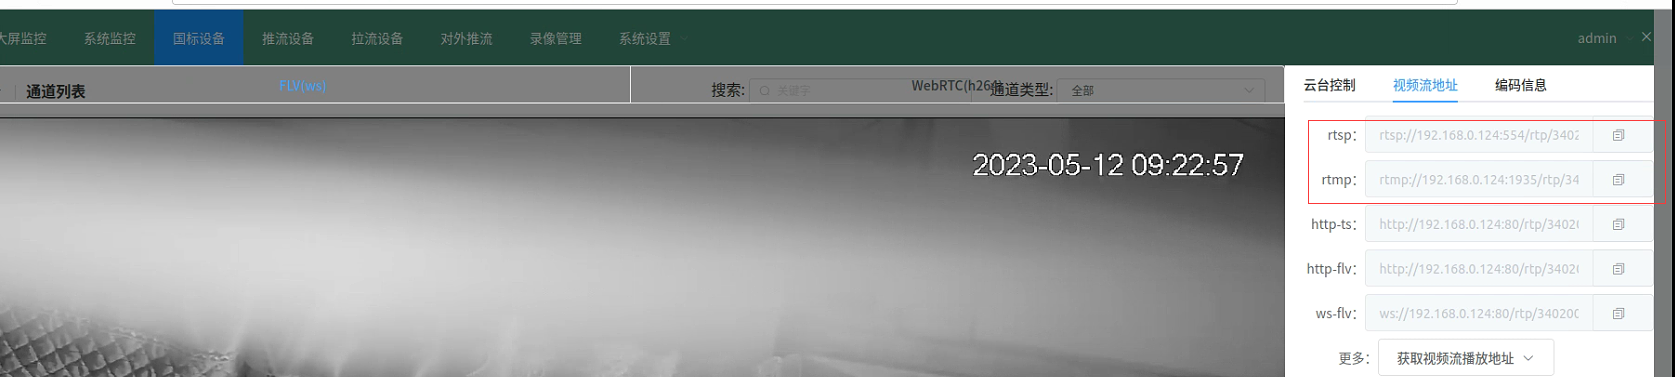 大屏监控 系统监控 国标设备 推流设备 拉流设备 对外推流 录像管理 系统设置 admin
通道列表 FLV(ws) 搜索: 关键字 WebRTC(h264) 通道类型: 全部
云台控制 视频流地址 编码信息
2023-05-12 09:22:57
rtsp: rtsp://192.168.0.124:554/rtp/3402
rtmp: rtmp://192.168.0.124:1935/rtp/34
http-ts: http://192.168.0.124:80/rtp/3402
http-flv: http://192.168.0.124:80/rtp/3402
ws-flv: ws://192.168.0.124:80/rtp/34020
更多: 获取视频流播放地址